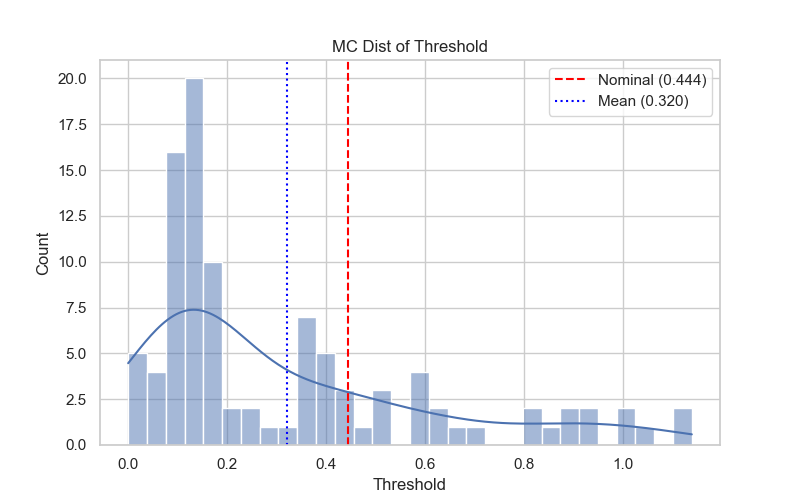 MC Dist of Threshold
Nominal (0.444)
Mean (0.320)
20.0
17.5
15.0
12.5
10.0
7.5
5.0
2.5
0.0
Count
0.0 0.2 0.4 0.6 0.8 1.0
Threshold